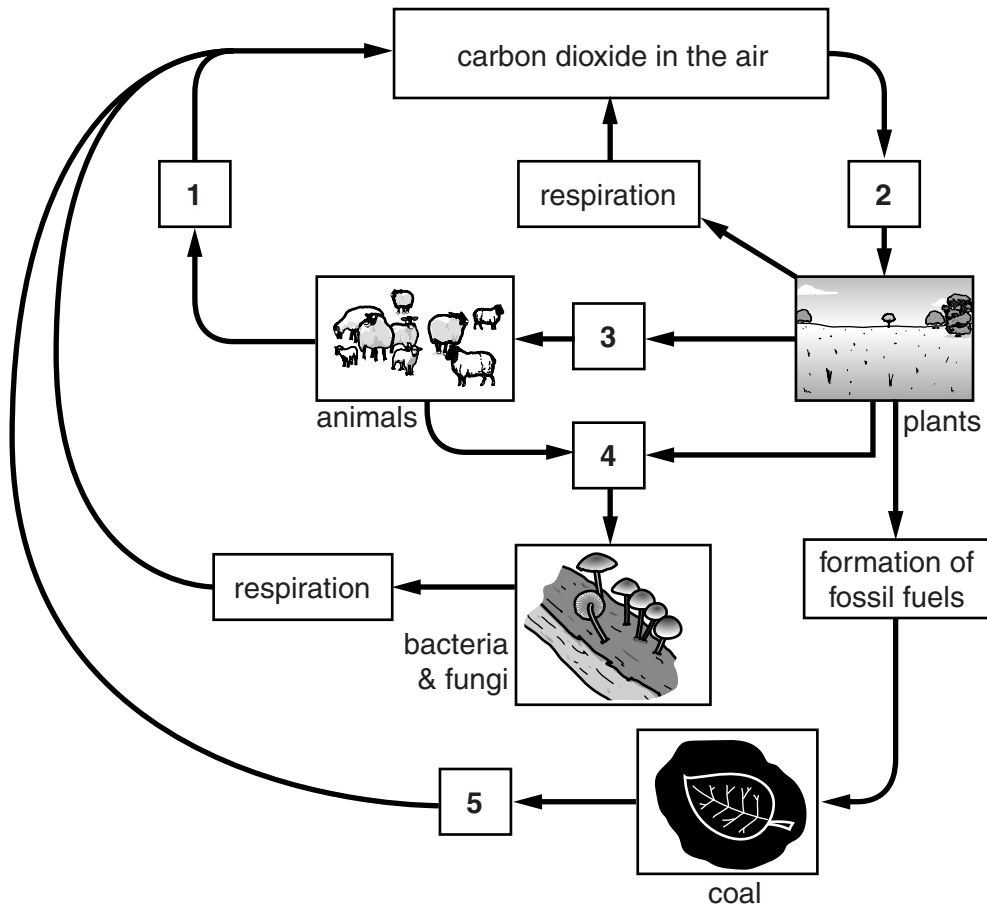 carbon dioxide in the air
1
respiration
2
3
animals
plants
4
formation of
fossil fuels
respiration
bacteria
& fungi
5
coal